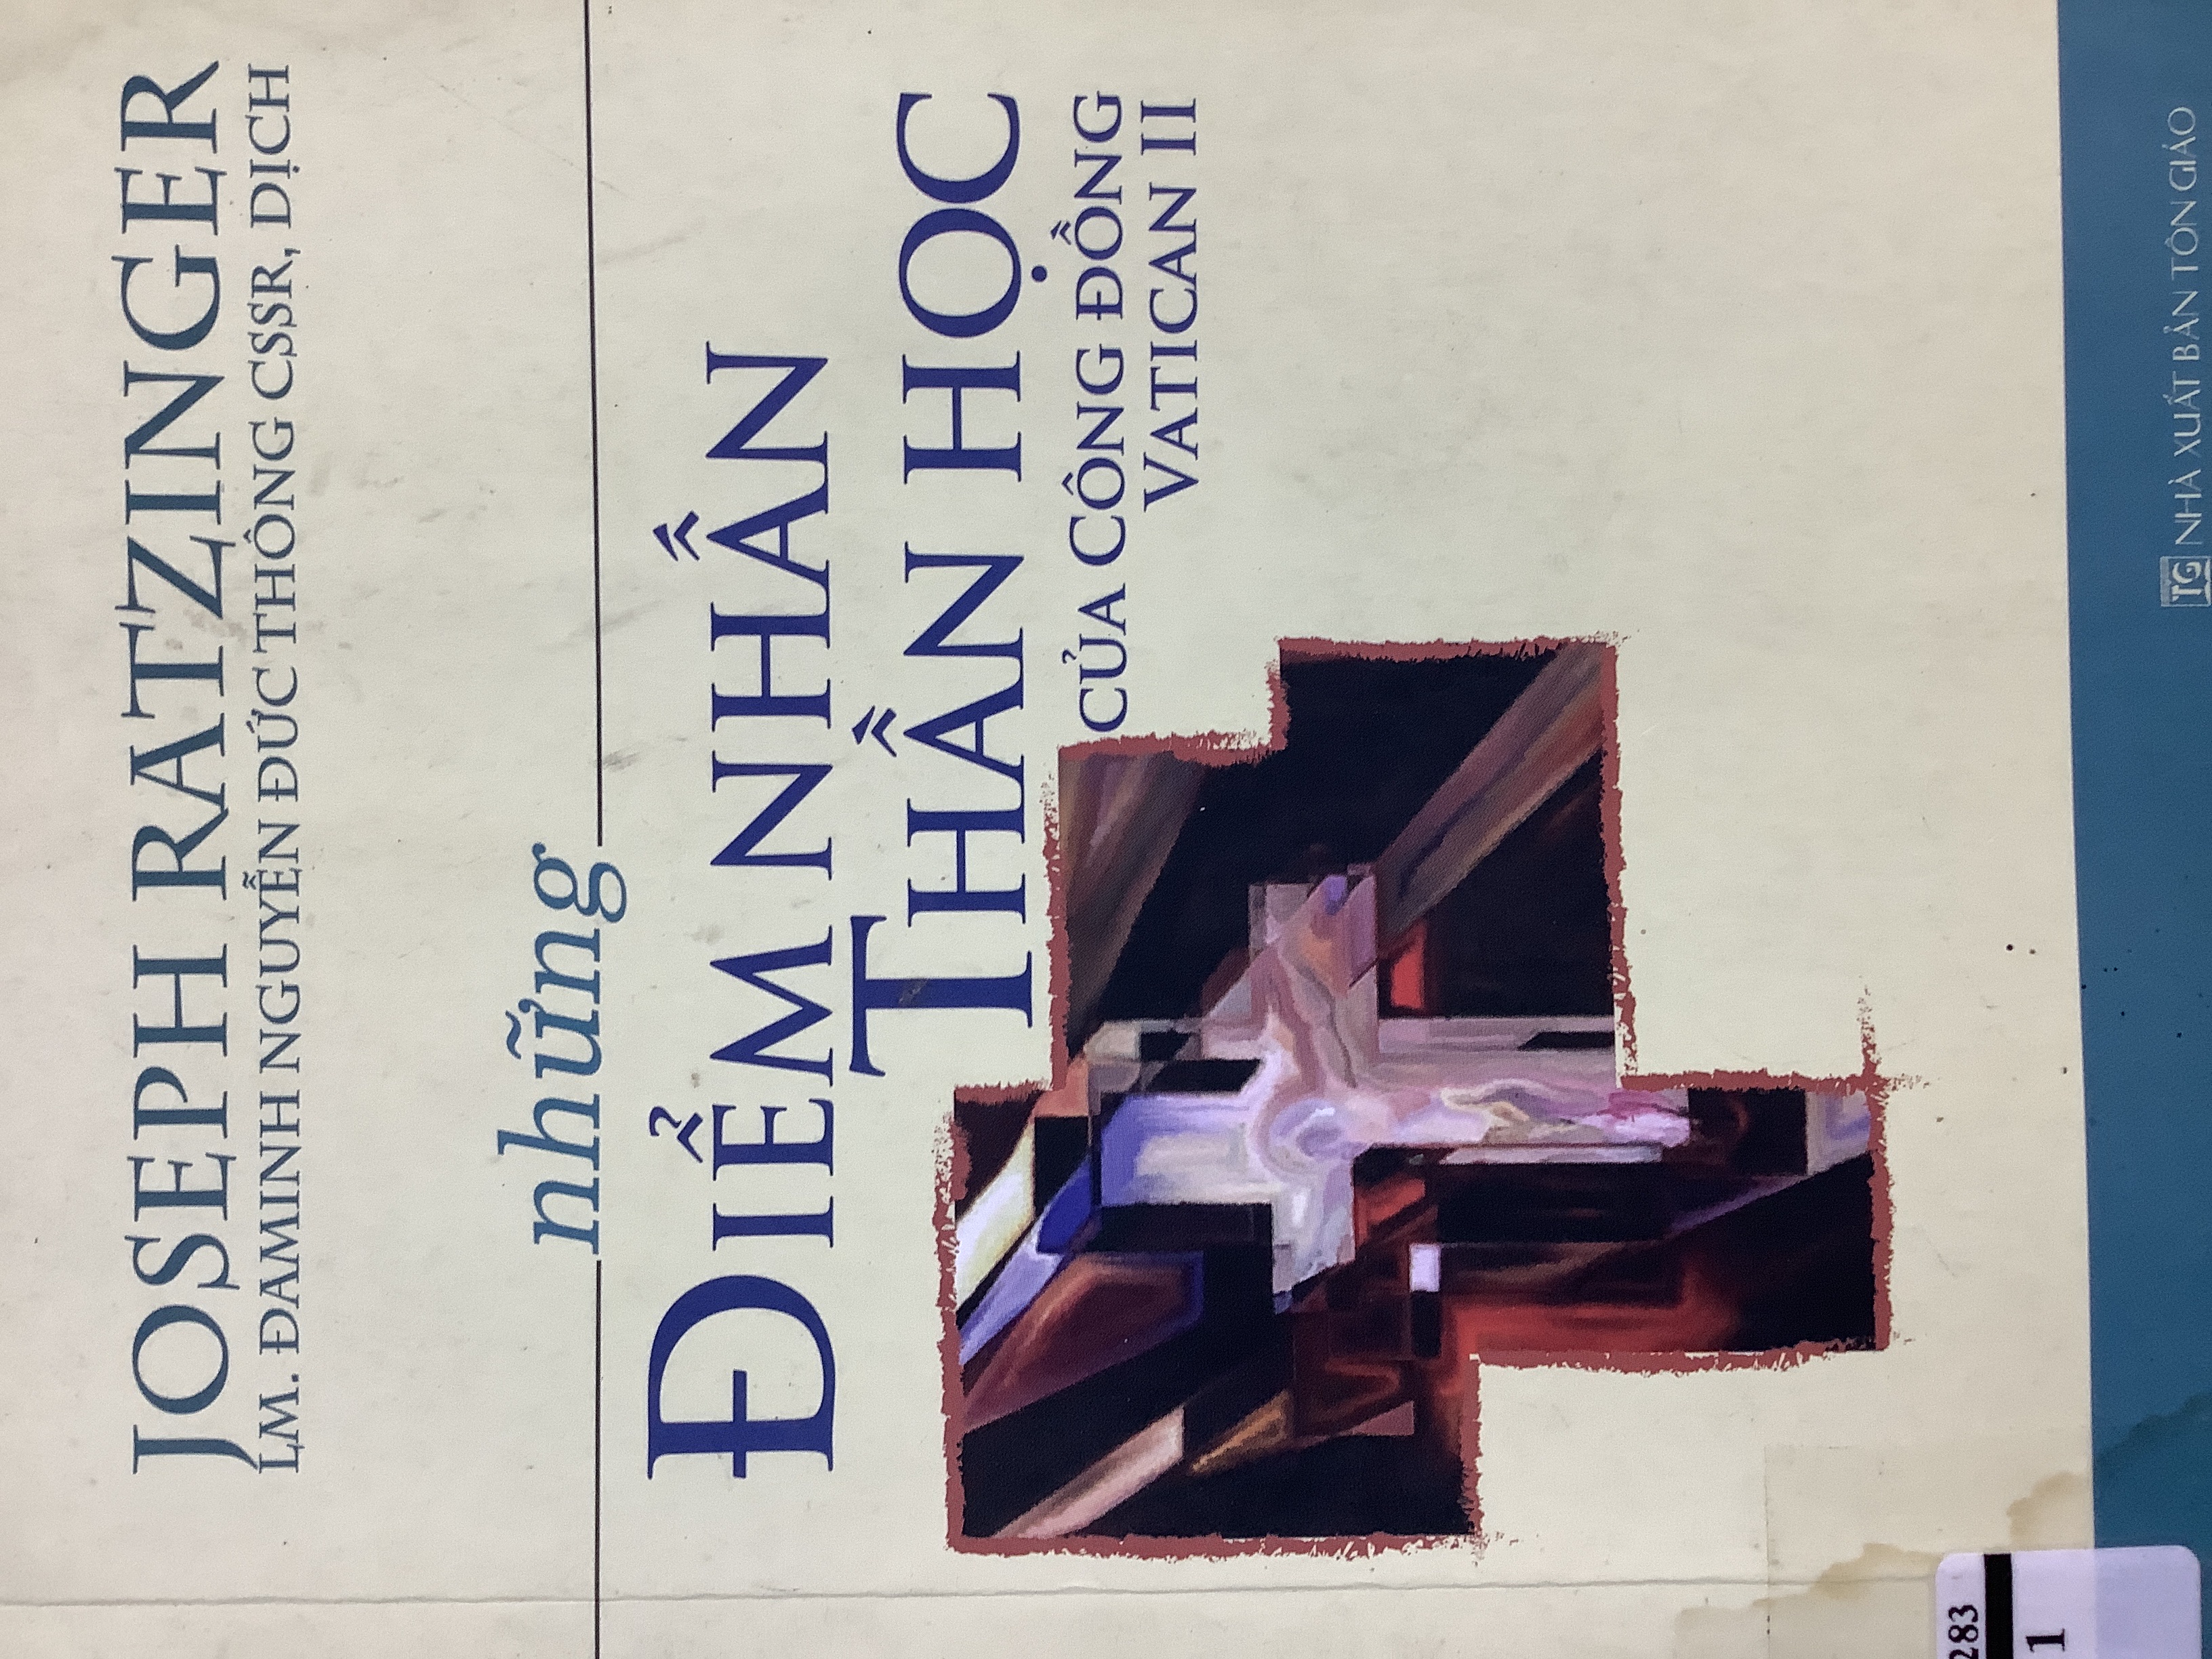 JOSEPH RATZINGER
LM. ĐAMINH NGUYỄN ĐỨC THÔNG CSSR, DỊCH
những
ĐIỂM NHẤN
THẦN HỌC
CỦA CÔNG ĐỒNG
VATICAN II
TG NHÀ XUẤT BẢN TÔN GIÁO
283
1